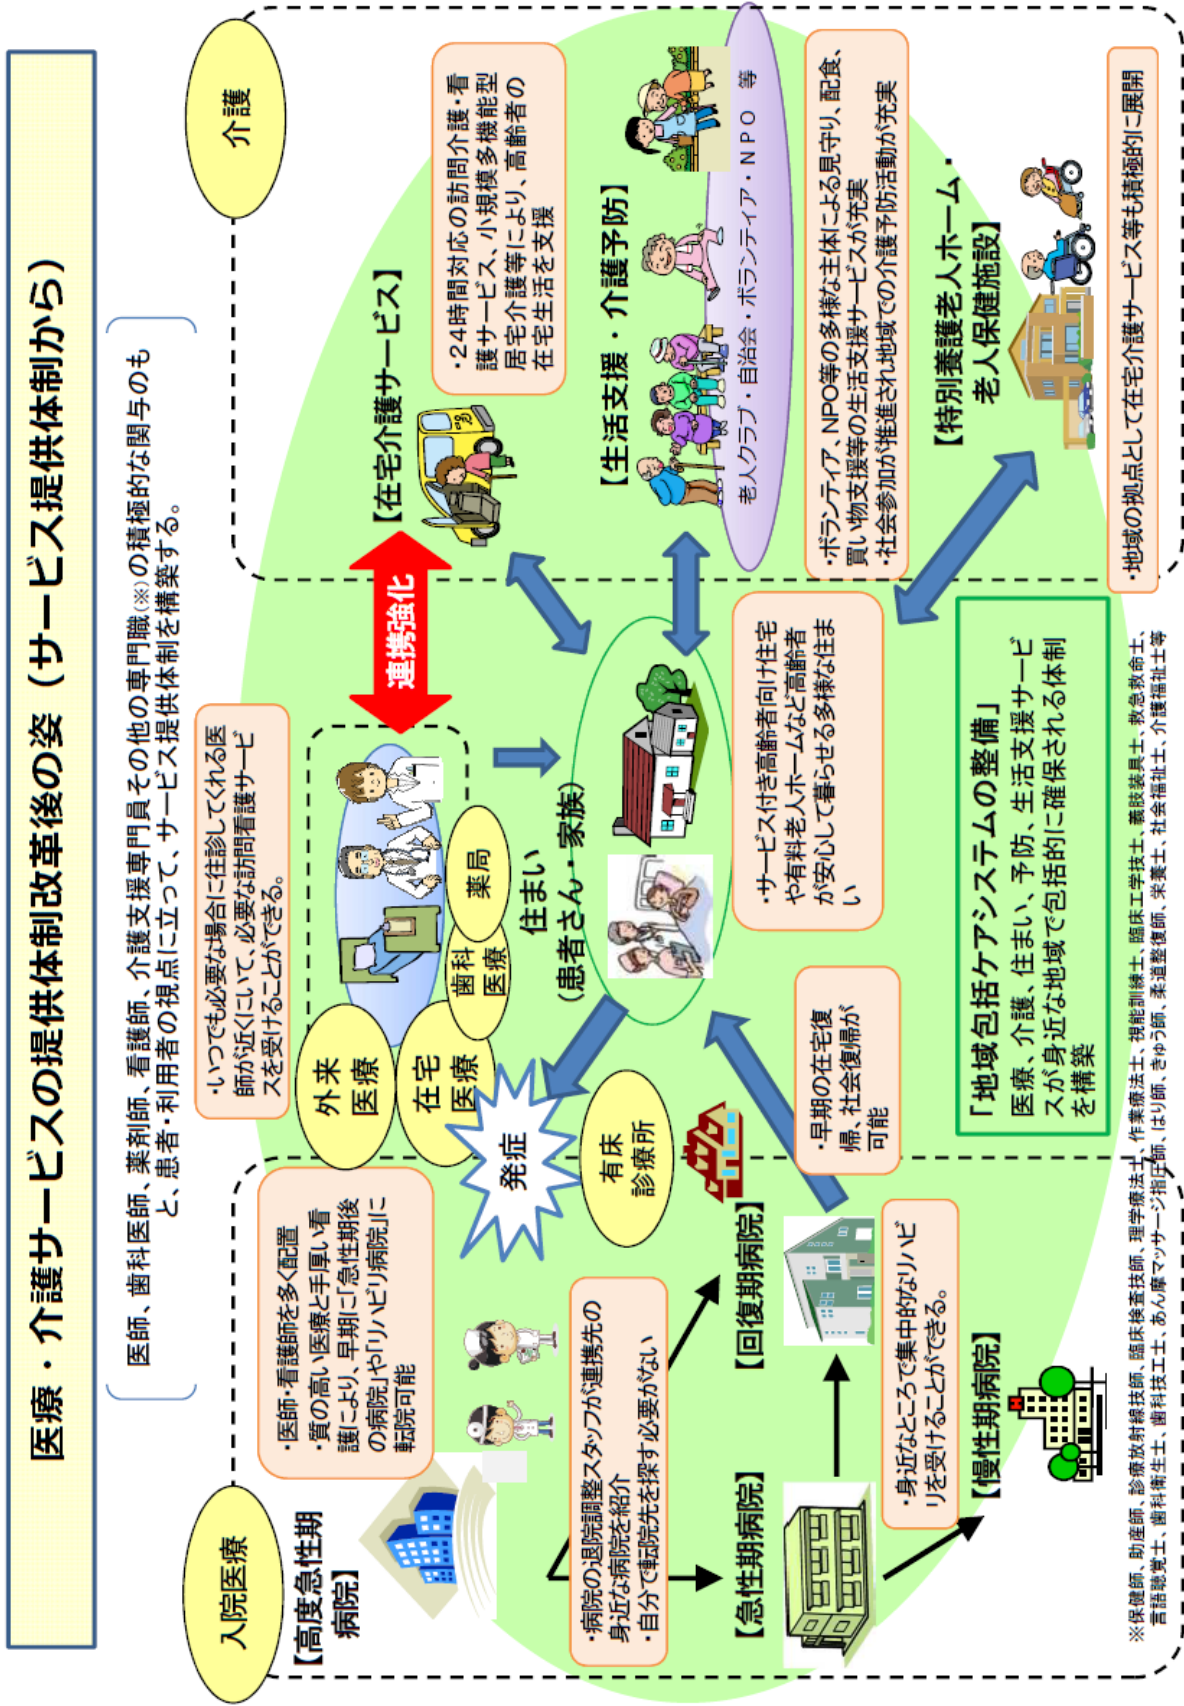 医療・介護サービスの提供体制改革後の姿(サービス提供体制から)
医師、歯科医師、薬剤師、看護師、介護支援専門員その他の専門職(※)の積極的な関与のも
と、患者・利用者の視点に立って、サービス提供体制を構築する。
入院医療
【高度急性期
病院】
・医師・看護師を多く配置
・質の高い医療と手厚い看
護により、早期に「急性期後
の病院」や「リハビリ病院」に
転院可能
・病院の退院調整スタッフが連携先の
身近な病院を紹介
・自分で転院先を探す必要がない
【急性期病院】
【回復期病院】
・身近なところで集中的なリハビ
リを受けることができる。
【慢性期病院】
H
・いつでも必要な場合に往診してくれる医
師が近くにいて、必要な訪問看護サービ
スを受けることができる。
外来
医療
在宅
医療
歯科
医療
薬局
発症
有床
診療所
連携強化
住まい
(患者さん・家族)
・早期の在宅復
帰、社会復帰が
可能
・サービス付き高齢者向け住宅
や有料老人ホームなど高齢者
が安心して暮らせる多様な住ま
い
「地域包括ケアシステムの整備」
医療、介護、住まい、予防、生活支援サービ
スが身近な地域で包括的に確保される体制
を構築
介護
【在宅介護サービス】
・24時間対応の訪問介護・看
護サービス、小規模多機能型
居宅介護等により、高齢者の
在宅生活を支援
【生活支援・介護予防】
老人クラブ・自治会・ボランティア・NPO 等
・ボランティア、NPO等の多様な主体による見守り、配食、
買い物支援等の生活支援サービスが充実
・社会参加が推進され地域での介護予防活動が充実
【特別養護老人ホーム・
老人保健施設】
・地域の拠点として在宅介護サービス等も積極的に展開
※保健師、助産師、診療放射線技師、臨床検査技師、理学療法士、作業療法士、視能訓練士、臨床工学技士、義肢装具士、救急救命士、
言語聴覚士、歯科衛生士、歯科技工士、あん摩マッサージ指圧師、はり師、きゅう師、柔道整復師、栄養士、社会福祉士、介護福祉士等